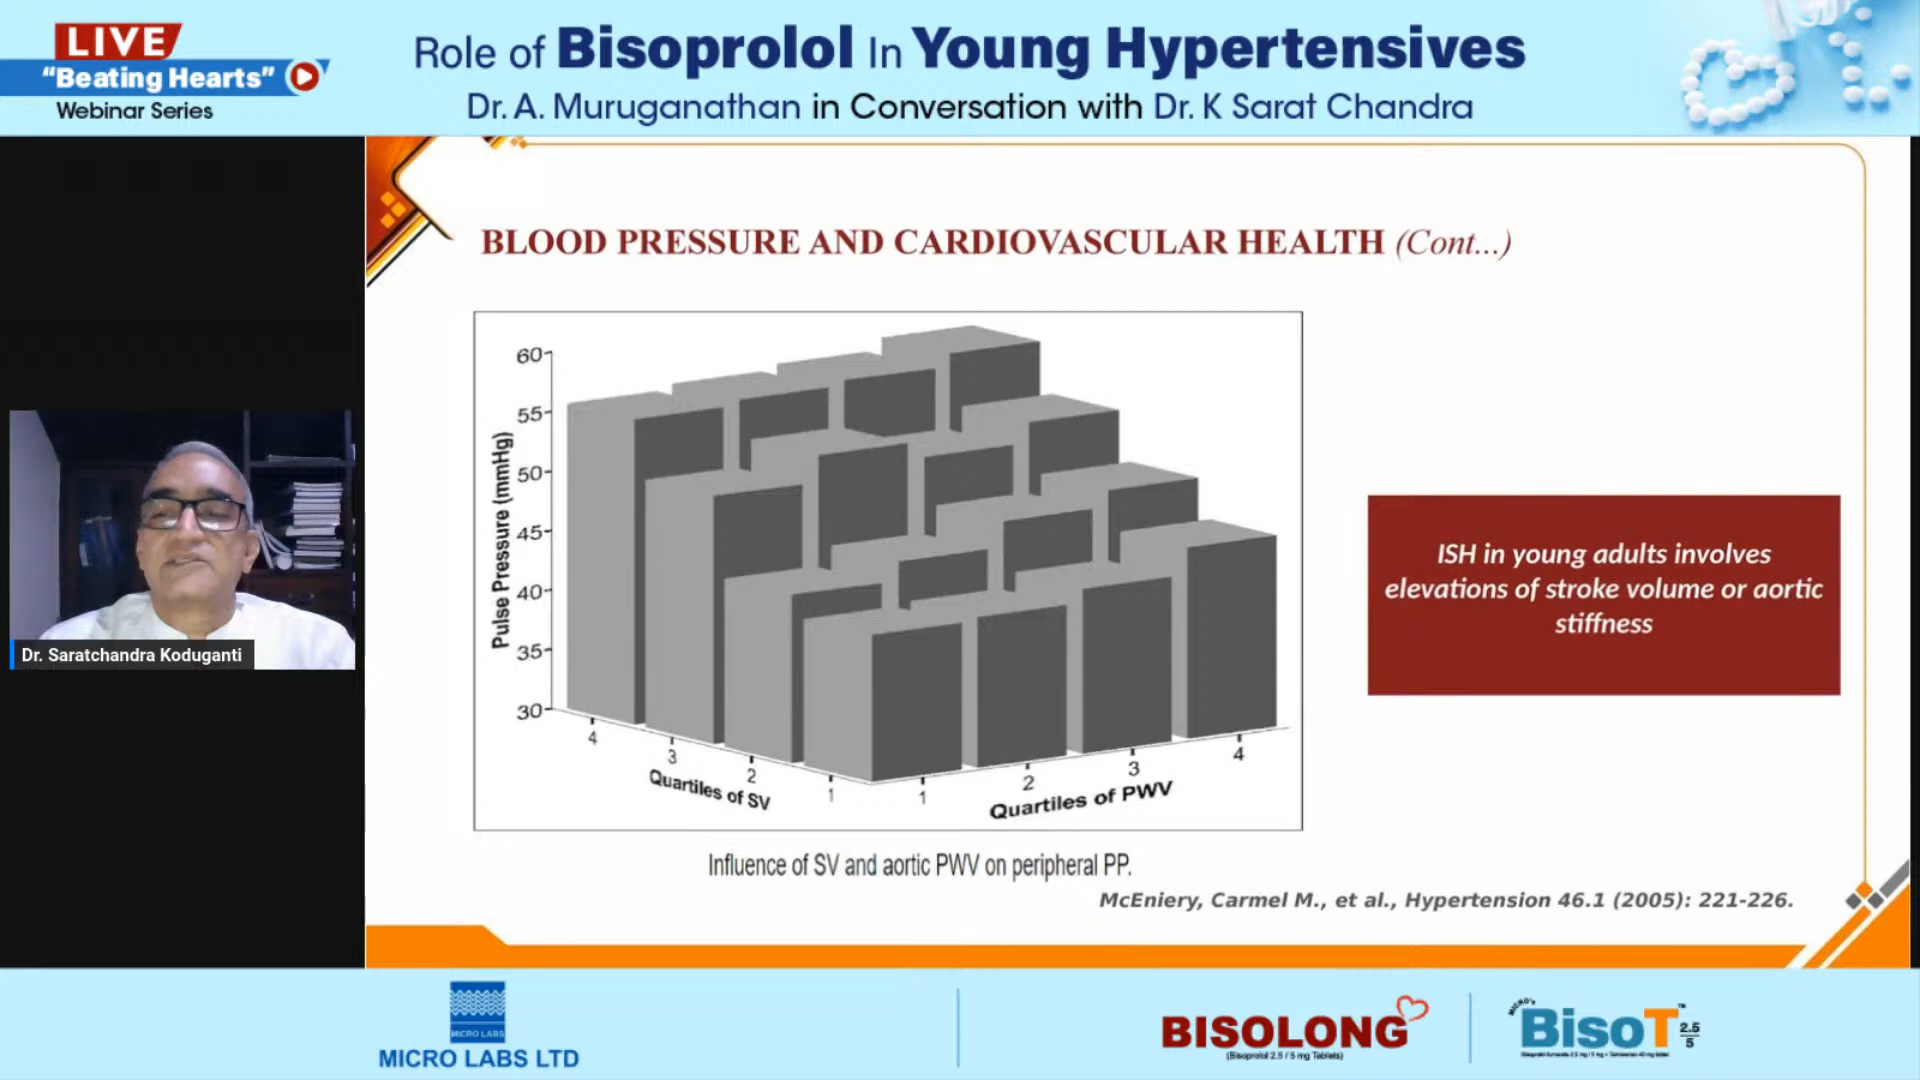 LIVE
"Beating Hearts"
Webinar Series
Role of Bisoprolol In Young Hypertensives
Dr. A. Muruganathan in Conversation with Dr. K Sarat Chandra
BLOOD PRESSURE AND CARDIOVASCULAR HEALTH (Cont...)
60
55
50
45
40
35
30
Pulse Pressure (mmHg)
4
3
2
1
Quartiles of SV
1
2
3
4
Quartiles of PWV
Influence of SV and aortic PWV on peripheral PP.
ISH in young adults involves
elevations of stroke volume or aortic
stiffness
McEniery, Carmel M., et al., Hypertension 46.1 (2005): 221-226.
Dr. Saratchandra Koduganti
MICRO LABS
MICRO LABS LTD
BISOLONG
(Bisoprolol 2.5 / 5 mg Tablets)
MICRO's
BisoT™ 2.5
5